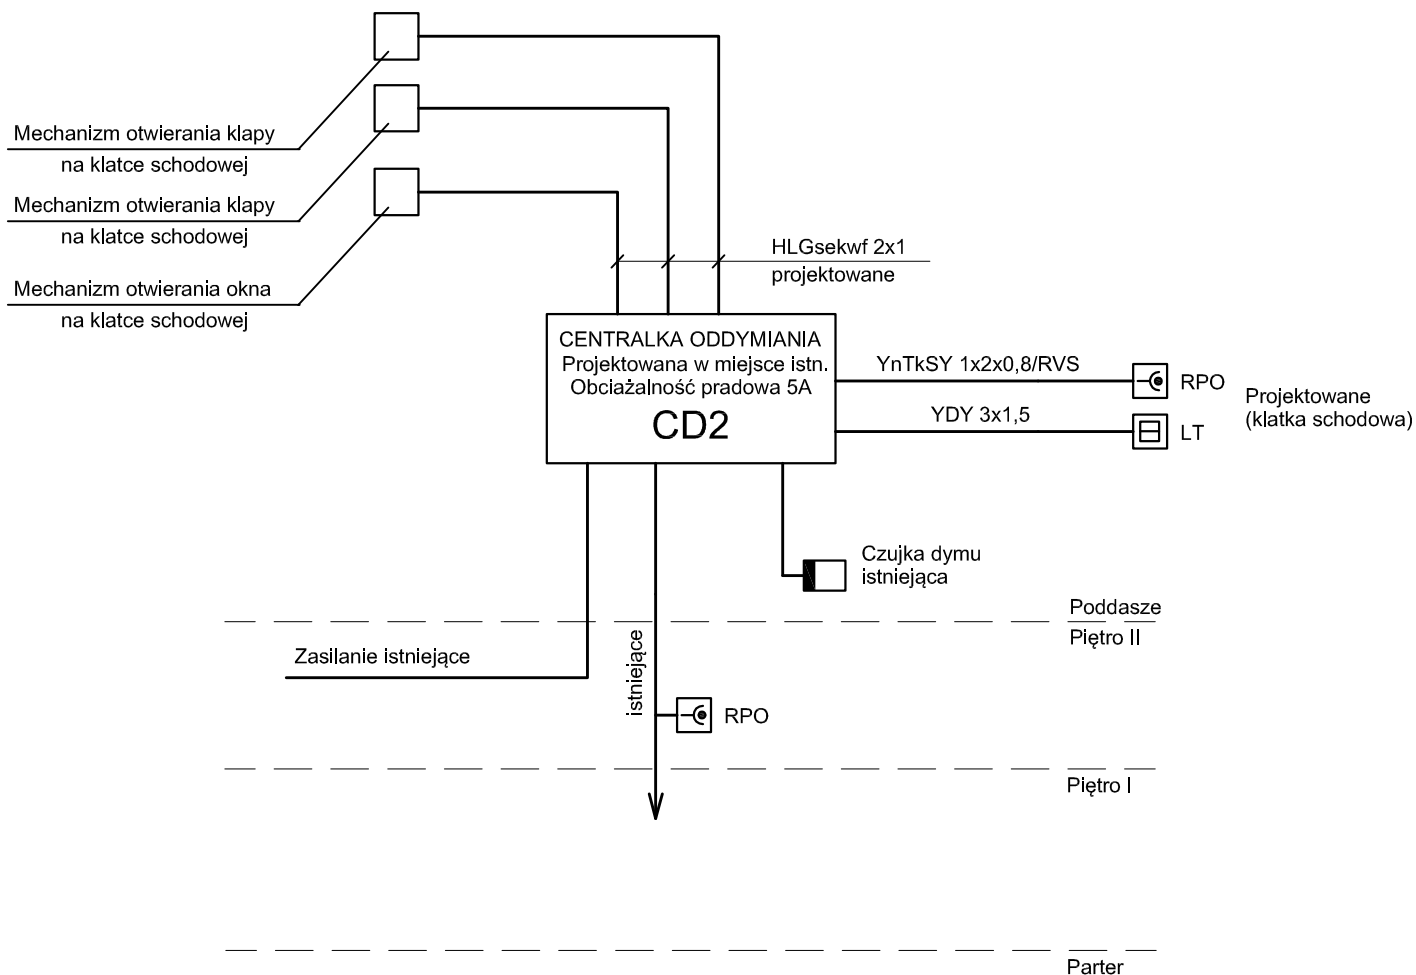 Mechanizm otwierania klapy
na klatce schodowej
Mechanizm otwierania klapy
na klatce schodowej
Mechanizm otwierania okna
na klatce schodowej
HLGsekwf 2x1
projektowane
CENTRALKA ODDYMIANIA
Projektowana w miejsce istn.
Obciażalność pradowa 5A
CD2
YnTkSY 1x2x0,8/RVS
RPO
YDY 3x1,5
LT
Projektowane
(klatka schodowa)
Czujka dymu
istniejąca
Poddasze
Piętro II
Zasilanie istniejące
istniejące
RPO
Piętro I
Parter